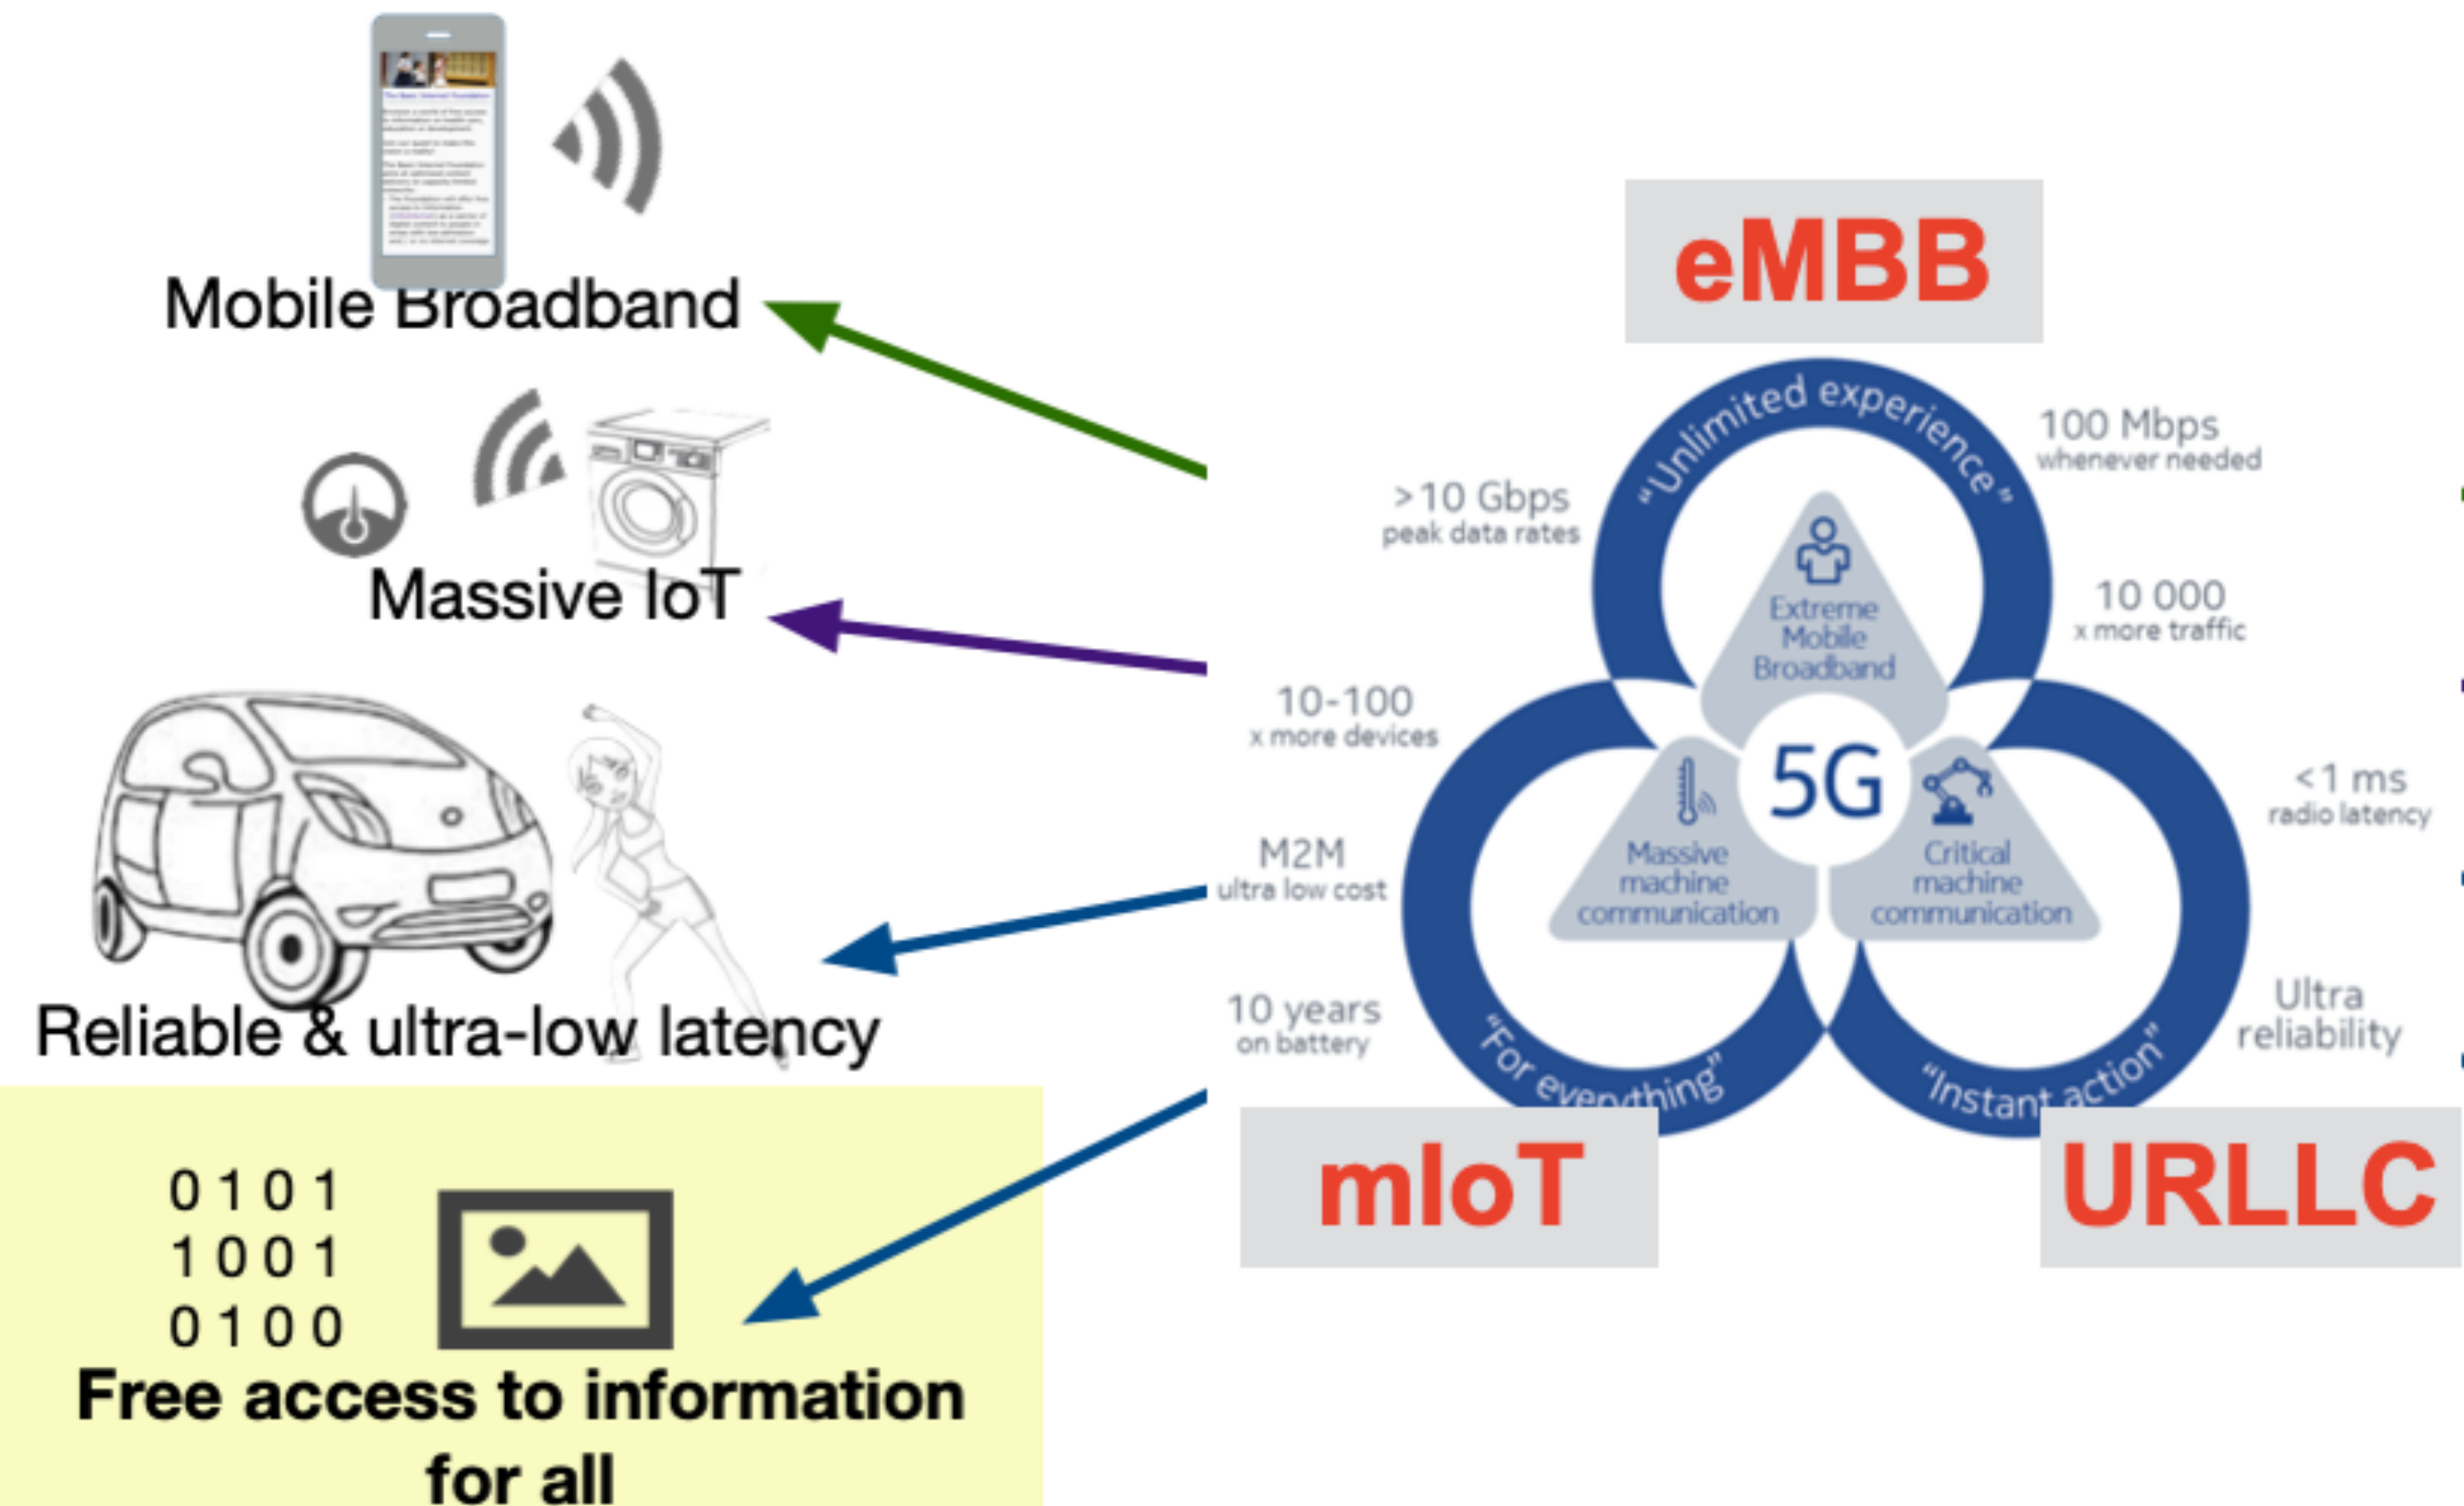 The Basic Internet Foundation
Mobile Broadband
Massive IoT
Reliable & ultra-low latency
0 1 0 1
1 0 0 1
0 1 0 0
Free access to information
for all
eMBB
“Unlimited experience”
100 Mbps
whenever needed
>10 Gbps
peak data rates
10 000
x more traffic
Extreme
Mobile
Broadband
10-100
x more devices
5G
<1 ms
radio latency
M2M
ultra low cost
Massive
machine
communication
Critical
machine
communication
10 years
on battery
Ultra
reliability
“For everything”
“Instant action”
mIoT
URLLC